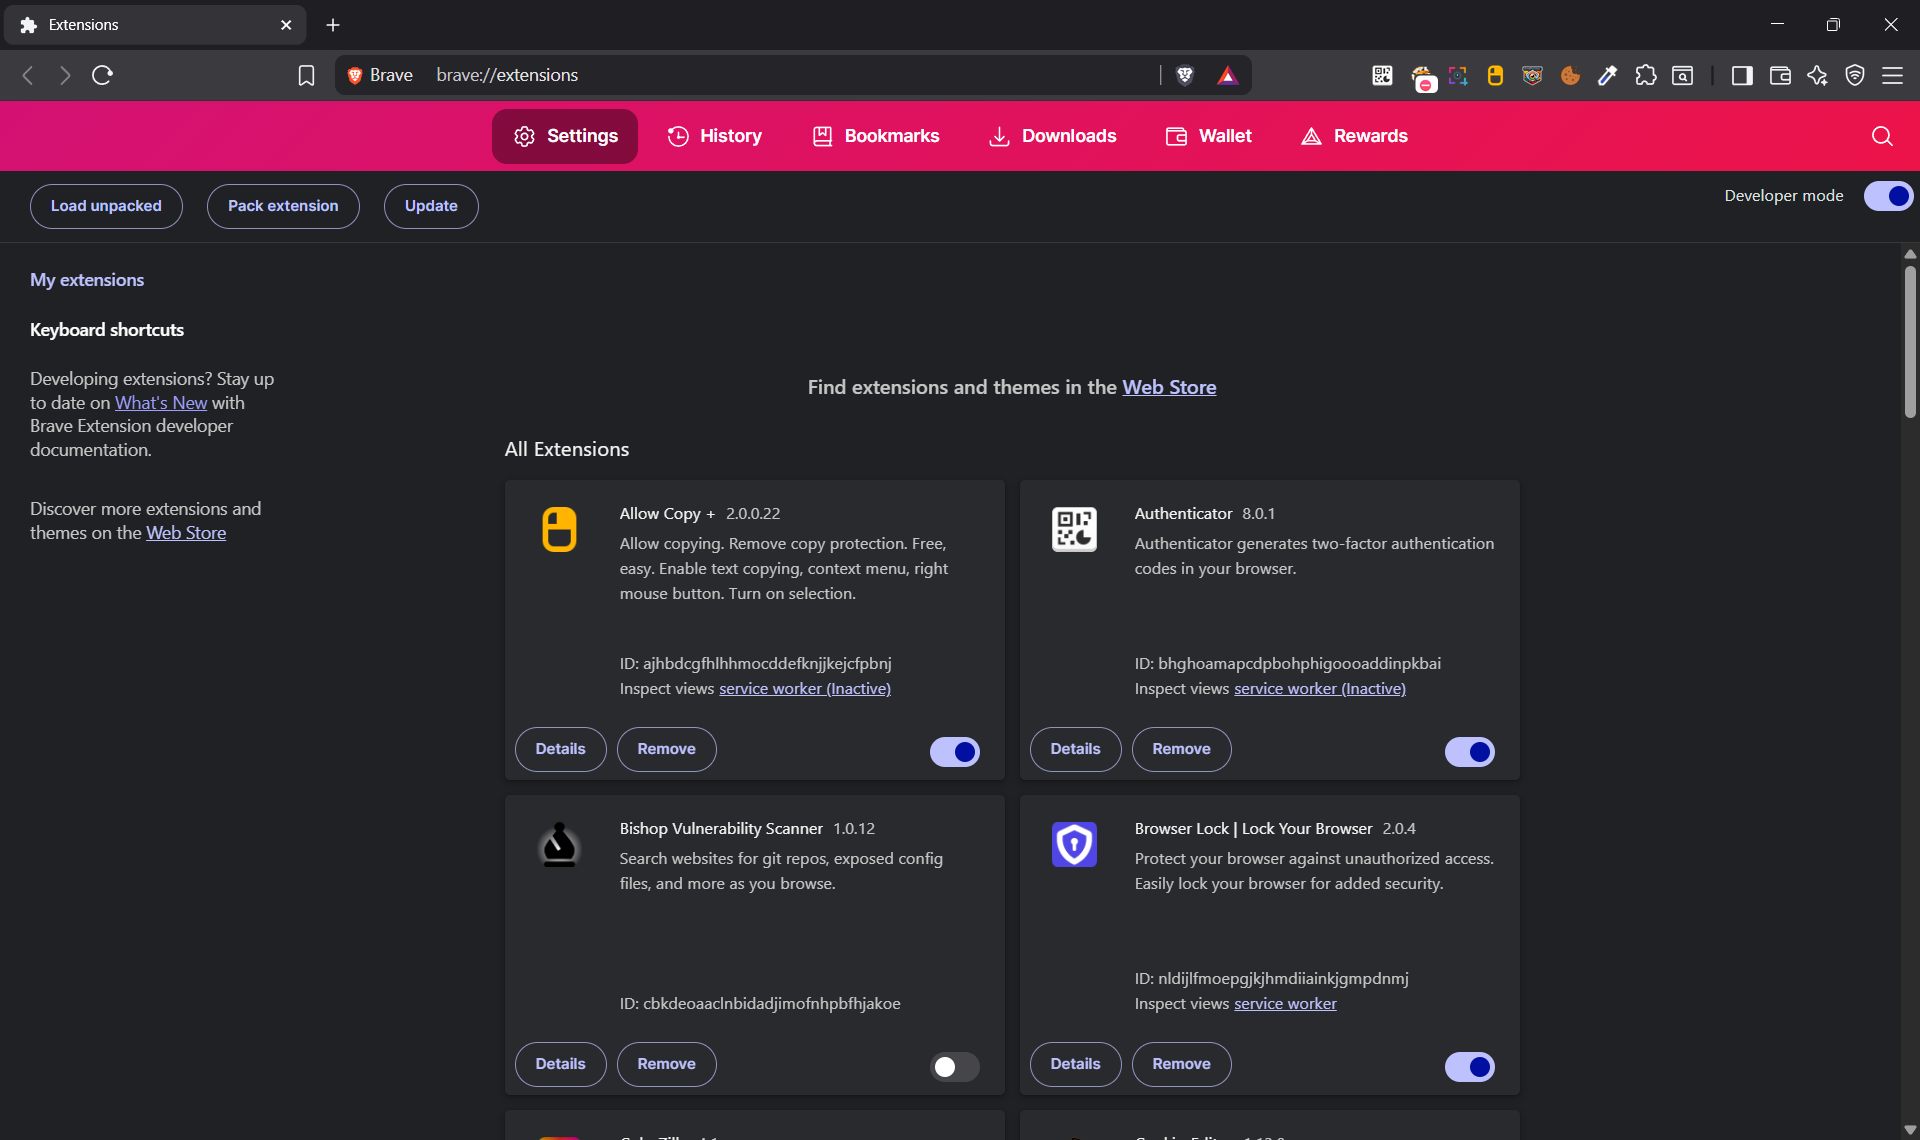 Extensions
Brave brave://extensions
Settings History Bookmarks Downloads Wallet Rewards
Load unpacked Pack extension Update
Developer mode
My extensions
Keyboard shortcuts
Developing extensions? Stay up
to date on What's New with
Brave Extension developer
documentation.
Discover more extensions and
themes on the Web Store
Find extensions and themes in the Web Store
All Extensions
Allow Copy + 2.0.0.22
Allow copying. Remove copy protection. Free,
easy. Enable text copying, context menu, right
mouse button. Turn on selection.
ID: ajhbdcgfhlhhmocddefknjjkejcfpbnj
Inspect views service worker (Inactive)
Details Remove
Authenticator 8.0.1
Authenticator generates two-factor authentication
codes in your browser.
ID: bhghoamapcdpbohphigoooaddinpkbai
Inspect views service worker (Inactive)
Details Remove
Bishop Vulnerability Scanner 1.0.12
Search websites for git repos, exposed config
files, and more as you browse.
ID: cbkdeoaaclnbidadjimofnhpbfhjakoe
Details Remove
Browser Lock | Lock Your Browser 2.0.4
Protect your browser against unauthorized access.
Easily lock your browser for added security.
ID: nldijlfmoepgjkjhmdiiainkjgmpdnmj
Inspect views service worker
Details Remove